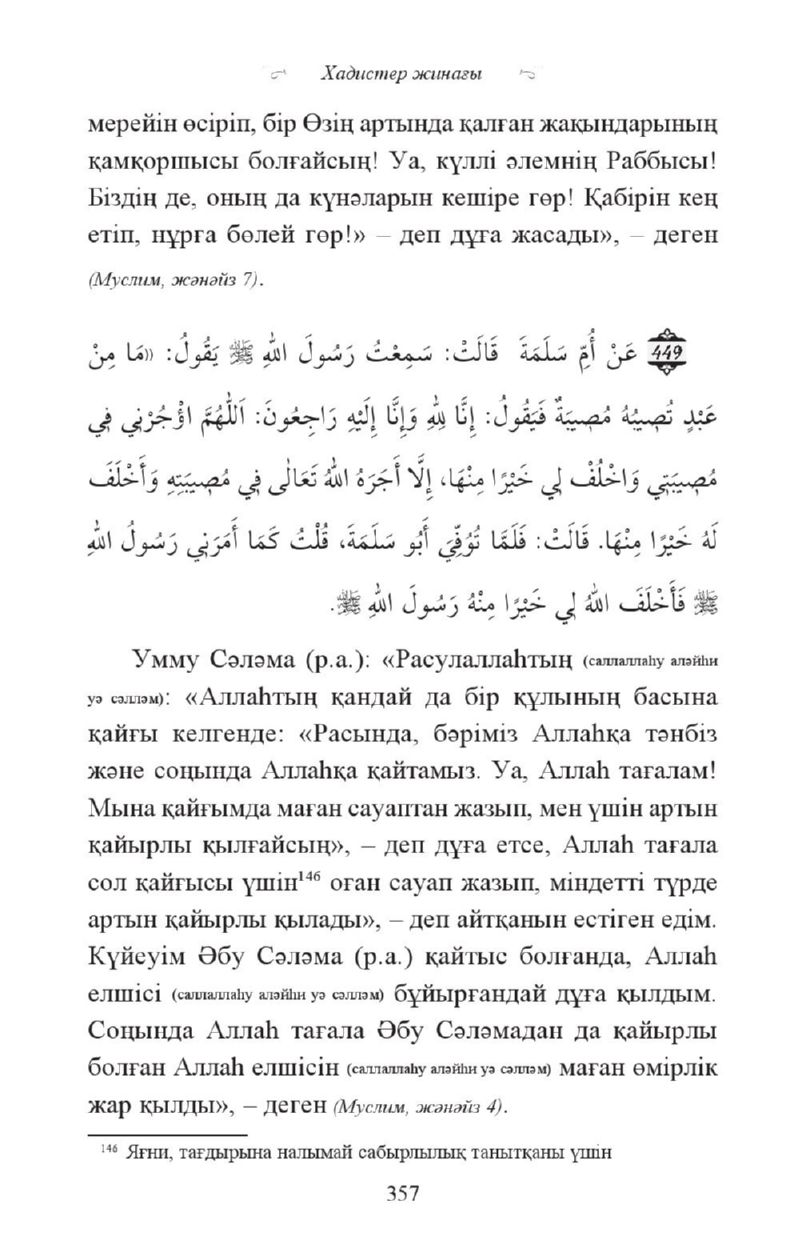 Хадистер жинағы
мерейін өсіріп, бір Өзің артында қалған жақындарының
қамқоршысы болғайсың! Уа, күллі әлемнің Раббысы!
Біздің де, оның да күнәларын кешіре гөр! Қабірін кең
етіп, нұрға бөлей гөр!» – деп дұға жасады», – деген
(Муслим, жәнәйз 7).
449 عَنْ أُمِّ سَلَمَةَ قَالَتْ: سَمِعْتُ رَسُولَ اللهِ ﷺ يَقُولُ: «مَا مِنْ
عَبْدٍ تُصِيبُهُ مُصِيبَةٌ فَيَقُولُ: إِنَّا لِلهِ وَإِنَّا إِلَيْهِ رَاجِعُونَ: اَللّٰهُمَّ اؤْجُرْنِي فِي
مُصِيبَتِي وَاخْلُفْ لِي خَيْرًا مِنْهَا، إِلَّا أَجَرَهُ اللهُ تَعَالٰى فِي مُصِيبَتِهِ وَأَخْلَفَ
لَهُ خَيْرًا مِنْهَا. قَالَتْ: فَلَمَّا تُوُفِّيَ أَبُو سَلَمَةَ، قُلْتُ كَمَا أَمَرَنِي رَسُولُ اللهِ
ﷺ فَأَخْلَفَ اللهُ لِي خَيْرًا مِنْهُ رَسُولَ اللهِ ﷺ.
Умму Сәләма (р.а.): «Расулаллаһтың (саллаллаһу аләйһи
уә сәлләм): «Аллаһтың қандай да бір құлының басына
қайғы келгенде: «Расында, бәріміз Аллаһқа тәнбіз
және соңында Аллаһқа қайтамыз. Уа, Аллаһ тағалам!
Мына қайғымда маған сауаптан жазып, мен үшін артын
қайырлы қылғайсың», – деп дұға етсе, Аллаһ тағала
сол қайғысы үшін¹⁴⁶ оған сауап жазып, міндетті түрде
артын қайырлы қылады», – деп айтқанын естіген едім.
Күйеуім Әбу Сәләма (р.а.) қайтыс болғанда, Аллаһ
елшісі (саллаллаһу аләйһи уә сәлләм) бұйырғандай дұға қылдым.
Соңында Аллаһ тағала Әбу Сәләмадан да қайырлы
болған Аллаһ елшісін (саллаллаһу аләйһи уә сәлләм) маған өмірлік
жар қылды», – деген (Муслим, жәнәйз 4).
¹⁴⁶ Яғни, тағдырына налымай сабырлылық танытқаны үшін
357